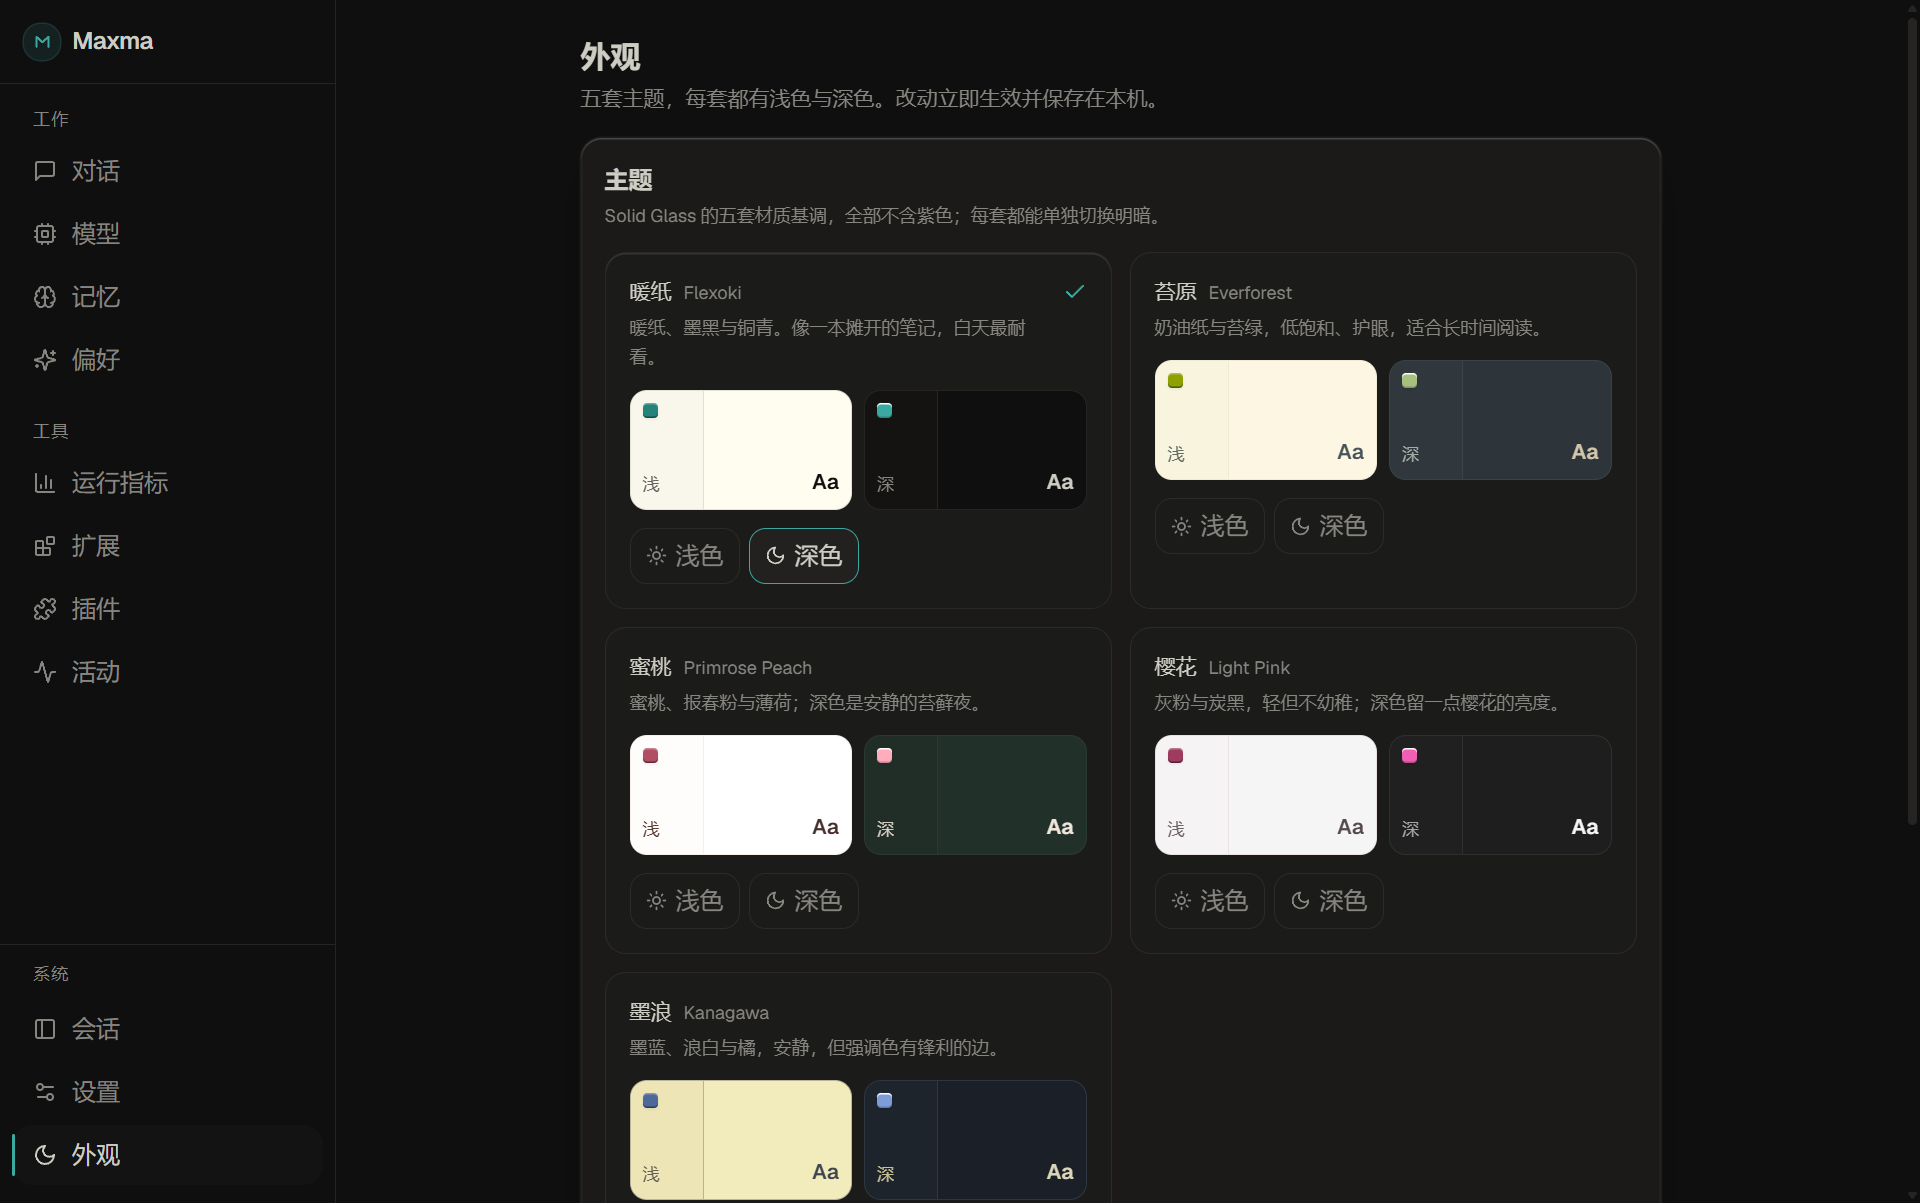 Maxma
工作
对话
模型
记忆
偏好
工具
运行指标
扩展
插件
活动
系统
会话
设置
外观
外观
五套主题，每套都有浅色与深色。改动立即生效并保存在本机。
主题
Solid Glass 的五套材质基调，全部不含紫色；每套都能单独切换明暗。
暖纸 Flexoki
暖纸、墨黑与铜青。像一本摊开的笔记，白天最耐
看。
浅 Aa
深 Aa
浅色 深色
苔原 Everforest
奶油纸与苔绿，低饱和、护眼，适合长时间阅读。
浅 Aa
深 Aa
浅色 深色
蜜桃 Primrose Peach
蜜桃、报春粉与薄荷；深色是安静的苔藓夜。
浅 Aa
深 Aa
浅色 深色
樱花 Light Pink
灰粉与炭黑，轻但不幼稚；深色留一点樱花的亮度。
浅 Aa
深 Aa
浅色 深色
墨浪 Kanagawa
墨蓝、浪白与橘，安静，但强调色有锋利的边。
浅 Aa
深 Aa